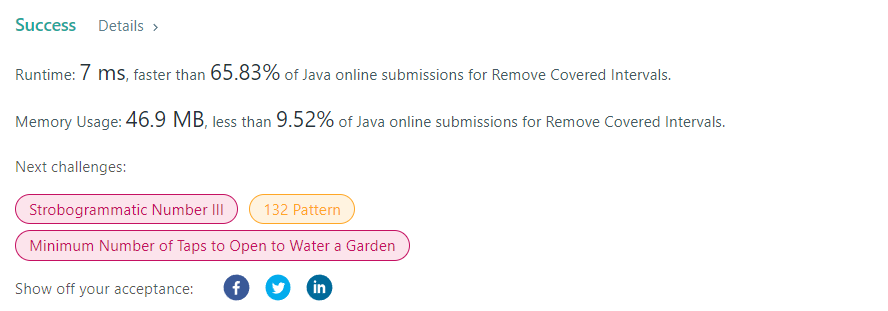 Success Details >
Runtime: 7 ms, faster than 65.83% of Java online submissions for Remove Covered Intervals.
Memory Usage: 46.9 MB, less than 9.52% of Java online submissions for Remove Covered Intervals.
Next challenges:
Strobogrammatic Number III 132 Pattern
Minimum Number of Taps to Open to Water a Garden
Show off your acceptance: f in